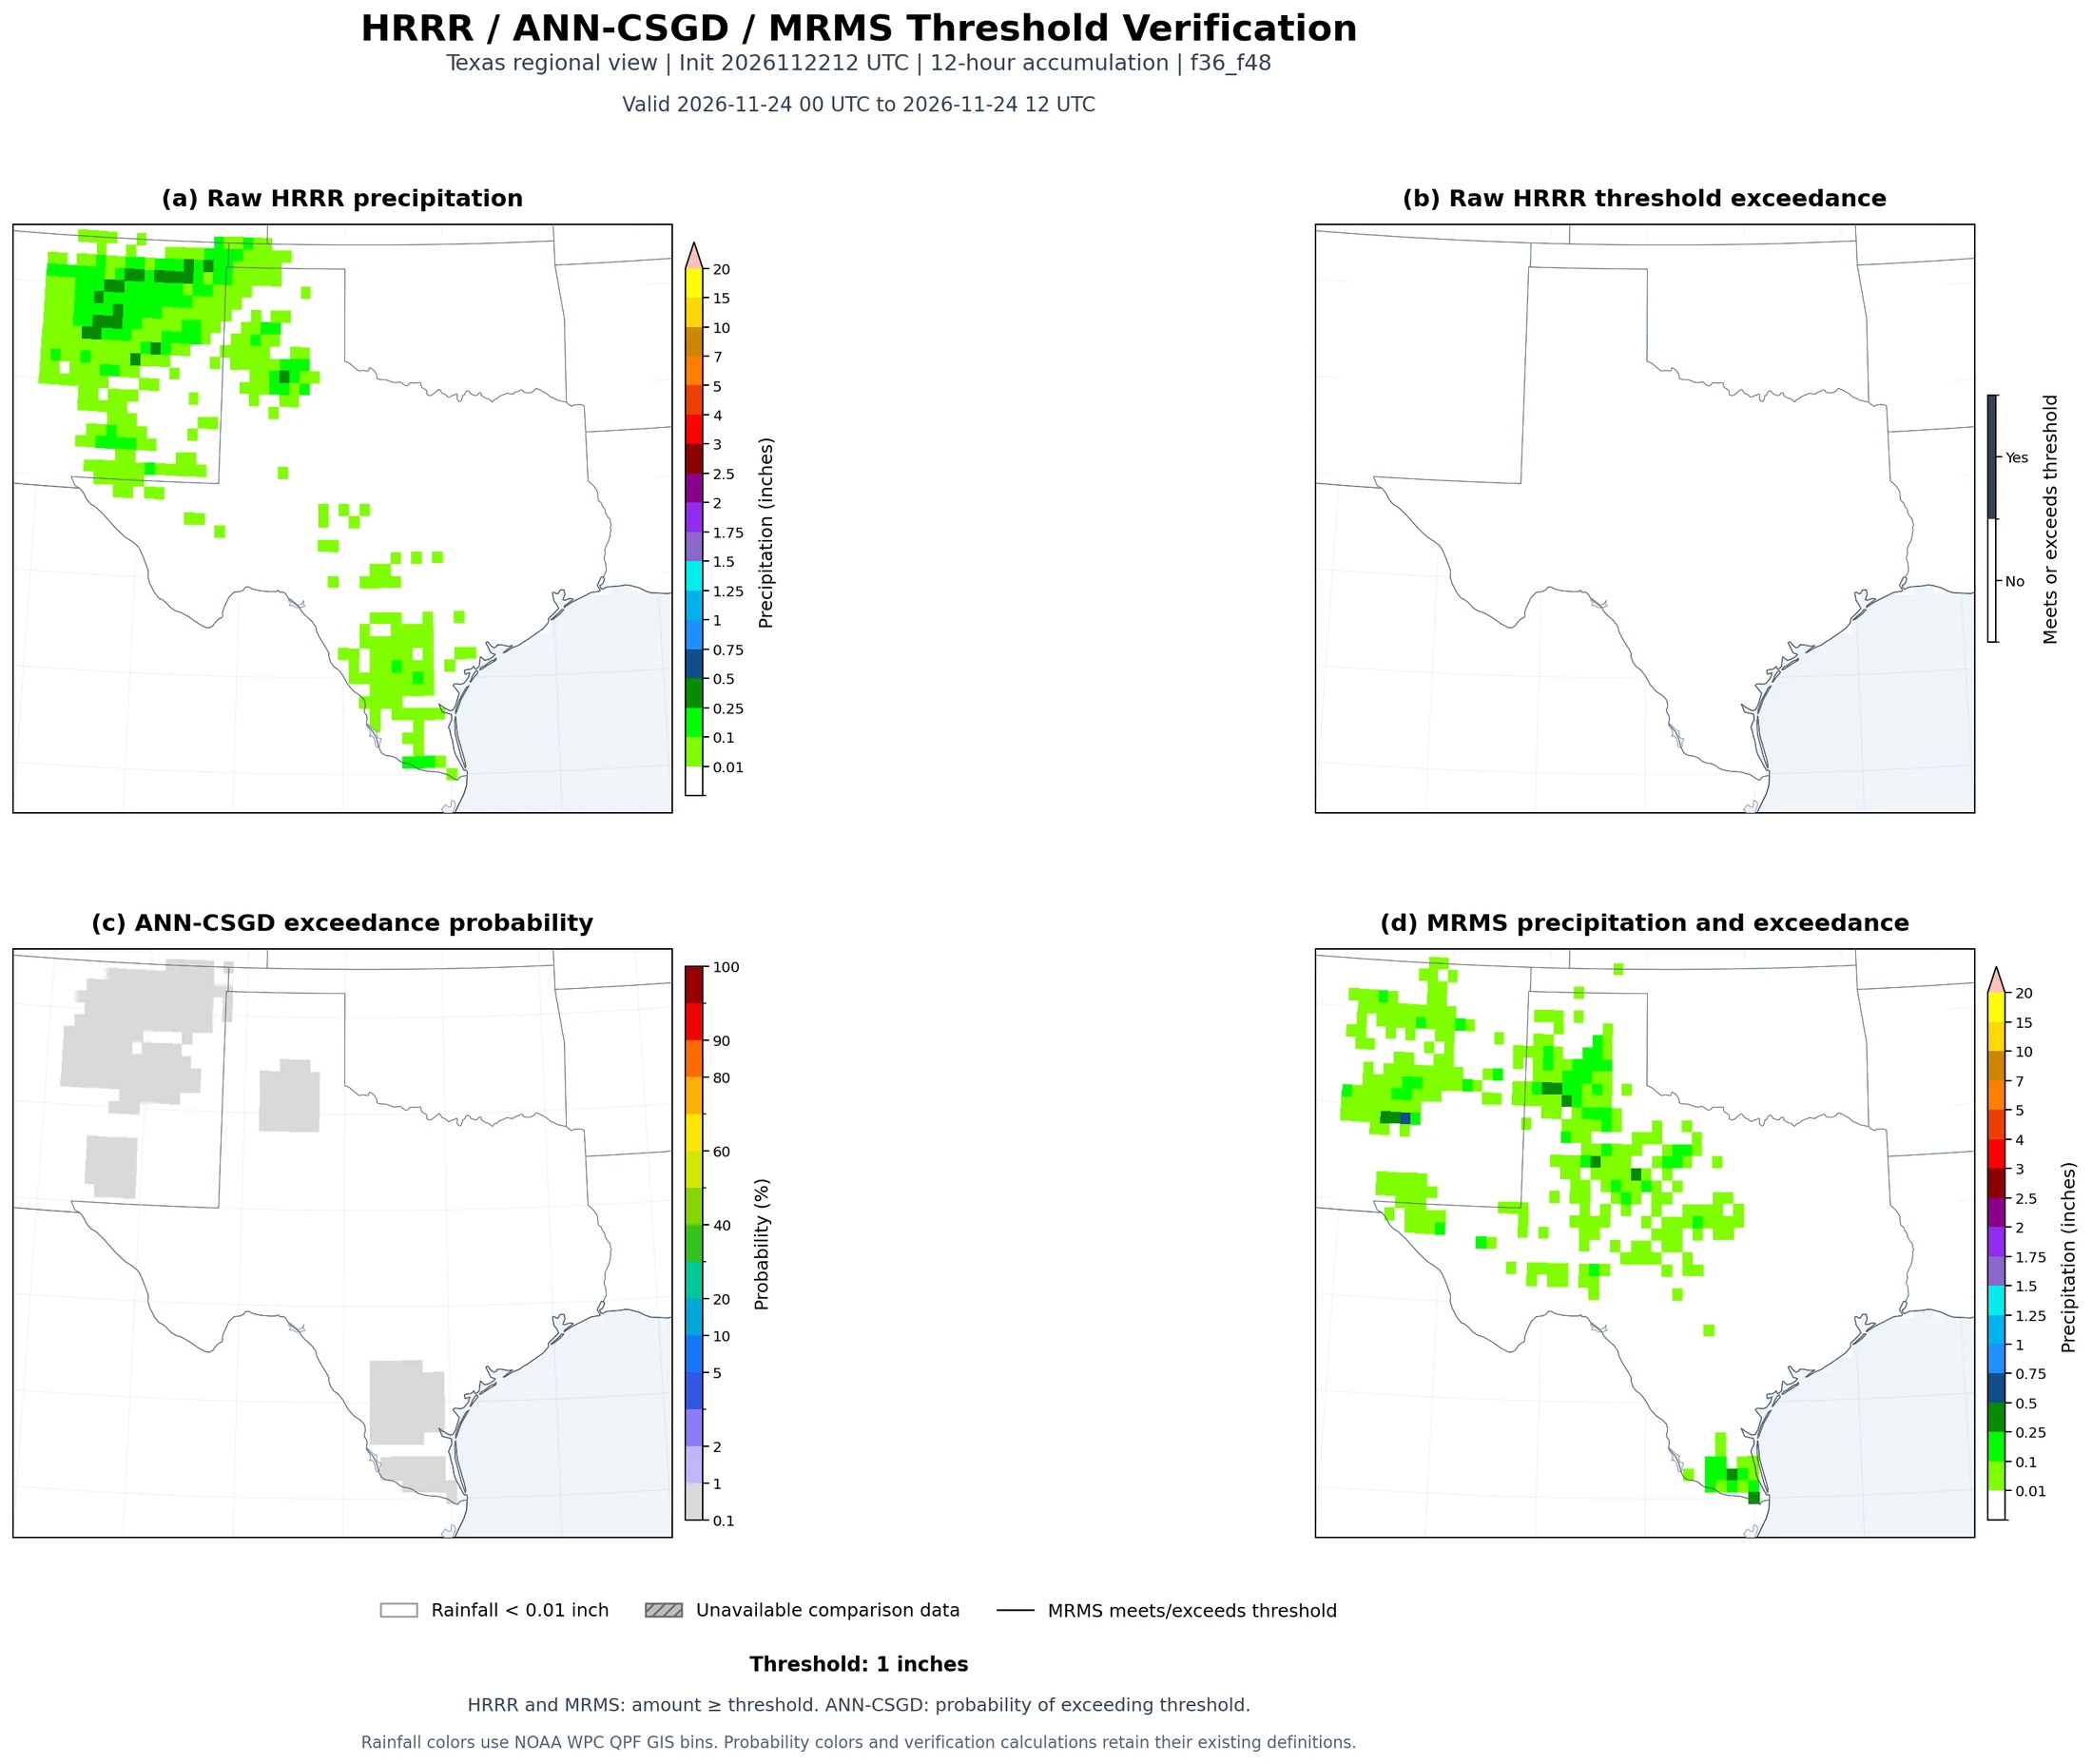 HRRR / ANN-CSGD / MRMS Threshold Verification
Texas regional view | Init 2026112212 UTC | 12-hour accumulation | f36_f48
Valid 2026-11-24 00 UTC to 2026-11-24 12 UTC
(a) Raw HRRR precipitation
20
15
10
7
5
4
3
2.5
2
1.75
1.5
1.25
1
0.75
0.5
0.25
0.1
0.01
Precipitation (inches)
(b) Raw HRRR threshold exceedance
Yes
No
Meets or exceeds threshold
(c) ANN-CSGD exceedance probability
100
90
80
60
40
20
10
5
2
1
0.1
Probability (%)
(d) MRMS precipitation and exceedance
20
15
10
7
5
4
3
2.5
2
1.75
1.5
1.25
1
0.75
0.5
0.25
0.1
0.01
Precipitation (inches)
Rainfall < 0.01 inch
Unavailable comparison data
MRMS meets/exceeds threshold
Threshold: 1 inches
HRRR and MRMS: amount ≥ threshold. ANN-CSGD: probability of exceeding threshold.
Rainfall colors use NOAA WPC QPF GIS bins. Probability colors and verification calculations retain their existing definitions.